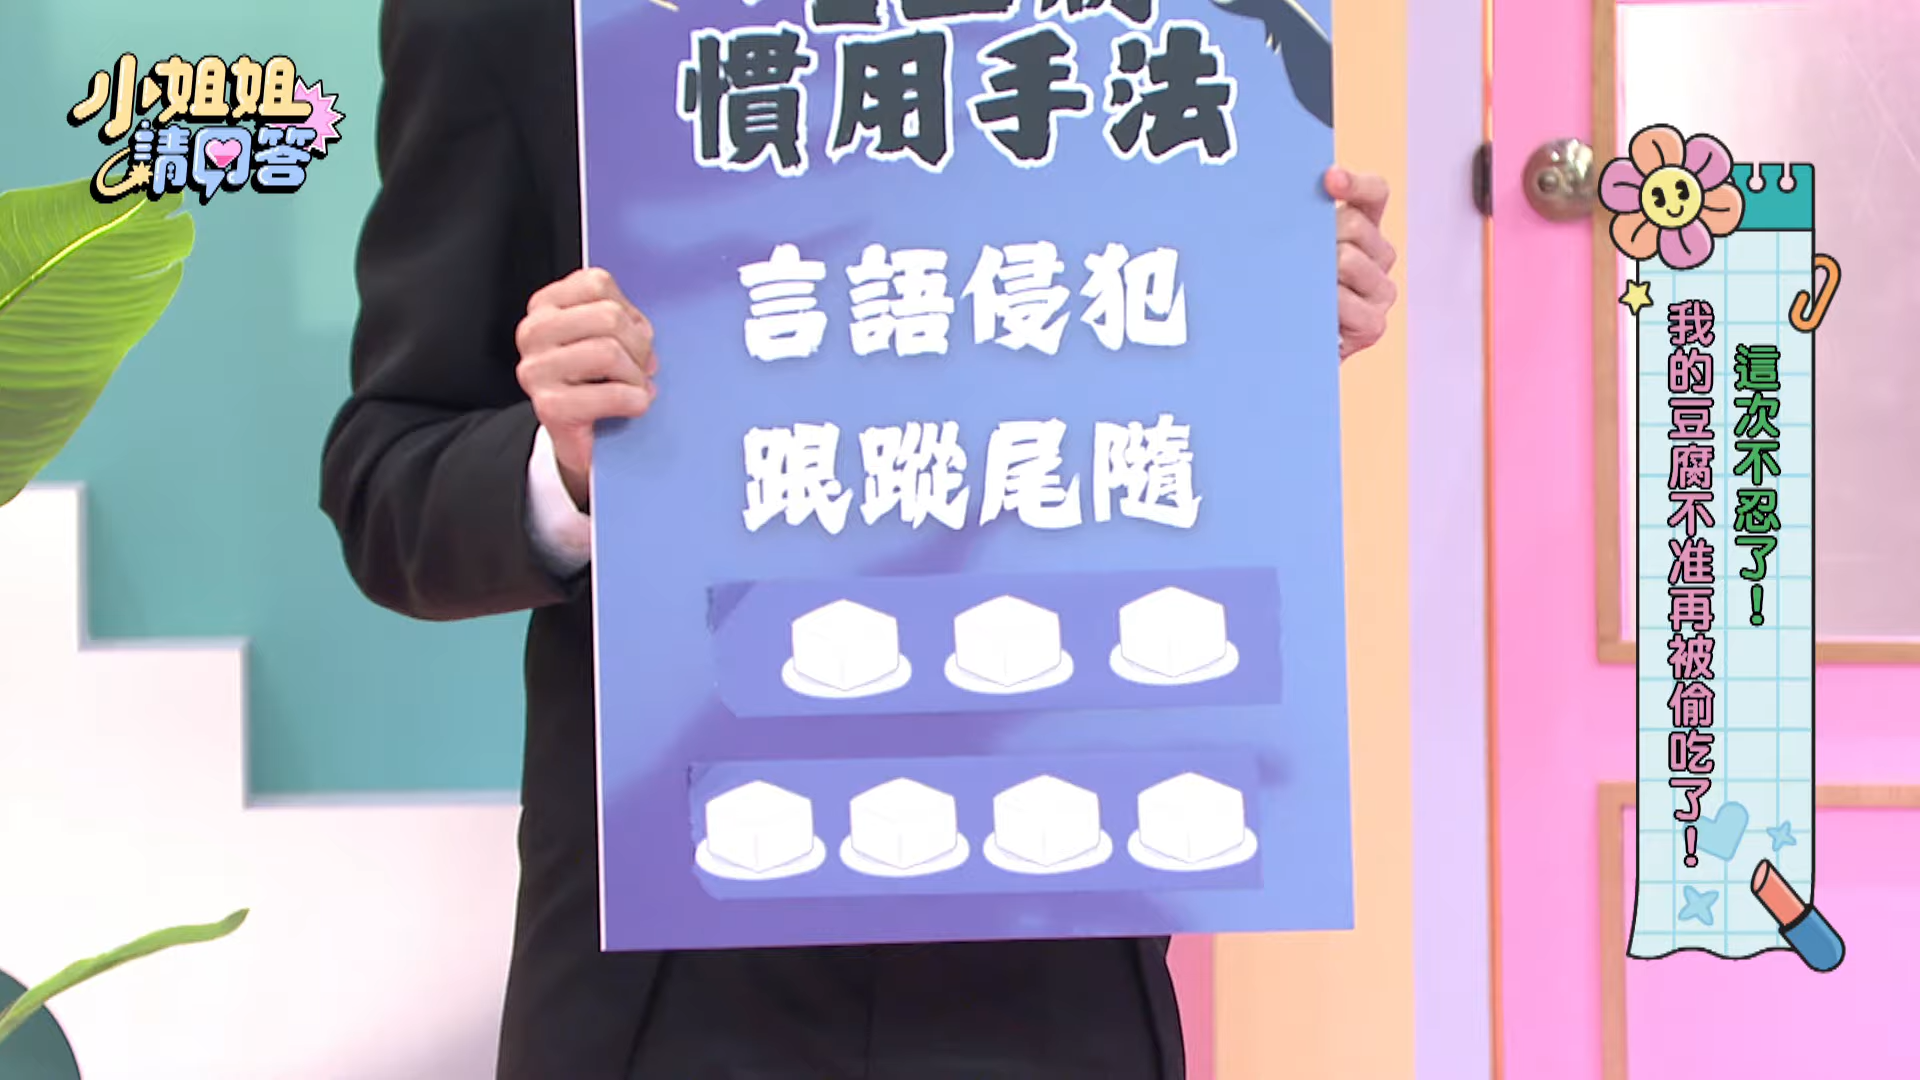 小姐姐
請回答
慣用手法
言語侵犯
跟蹤尾隨
這次不忍了！
我的豆腐不准再被偷吃了！